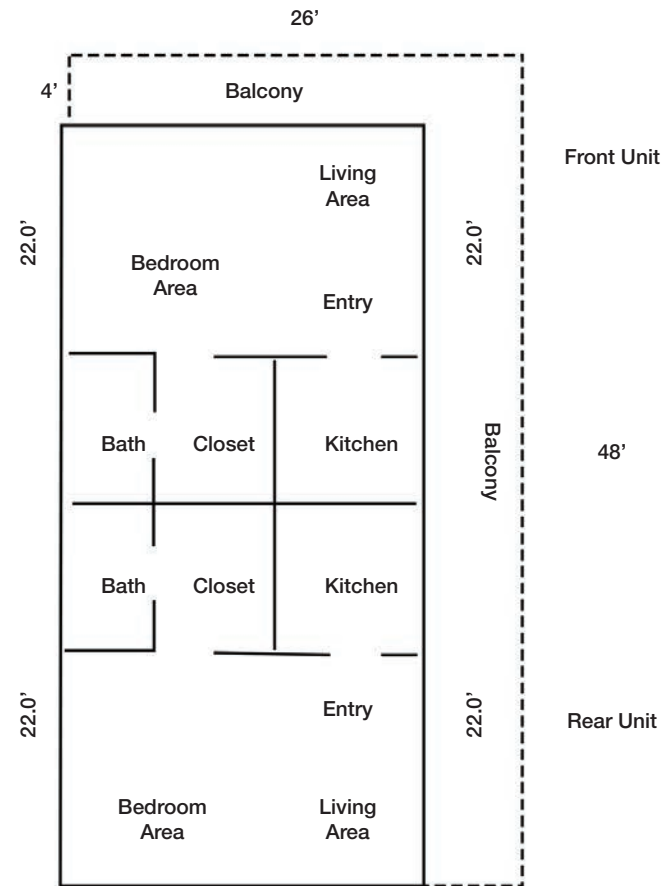 26’
4’
Balcony
Front Unit
Living
Area
22.0’
22.0’
Bedroom
Area
Entry
Bath
Closet
Kitchen
Balcony
48’
Bath
Closet
Kitchen
22.0’
22.0’
Entry
Rear Unit
Bedroom
Area
Living
Area